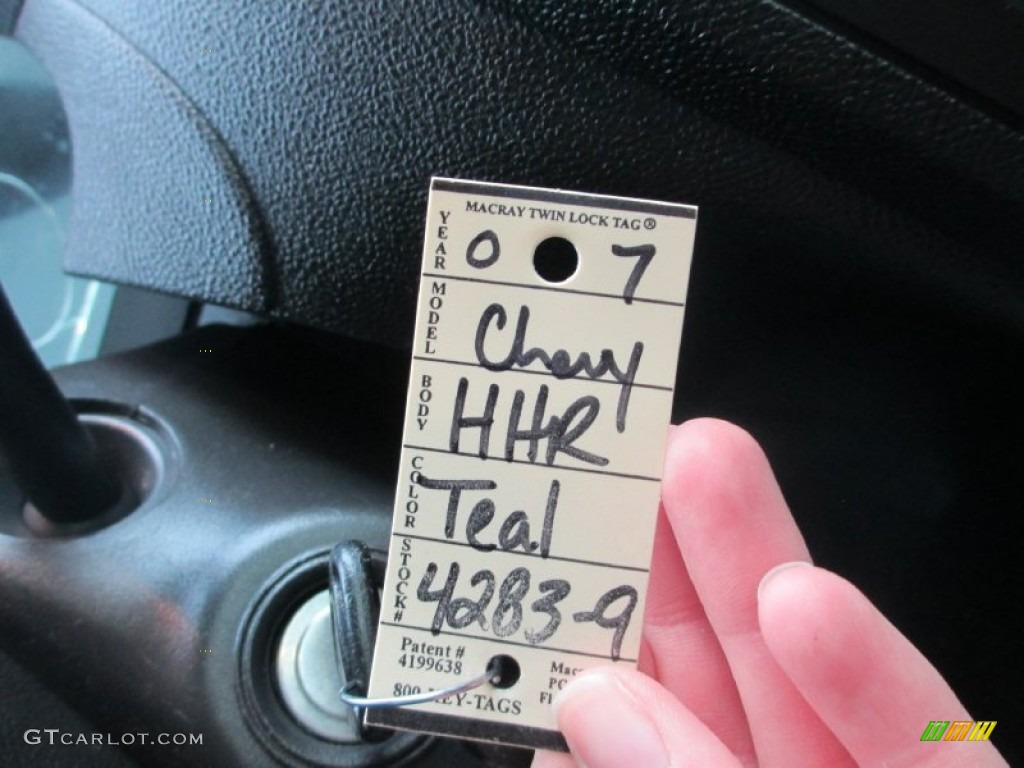 MACRAY TWIN LOCK TAG®
YEAR 0 7
MODEL Chevy
BODY HHR
COLOR Teal
STOCK# 4283-9
Patent #
4199638
800-KEY-TAGS
GTCARLOT.COM